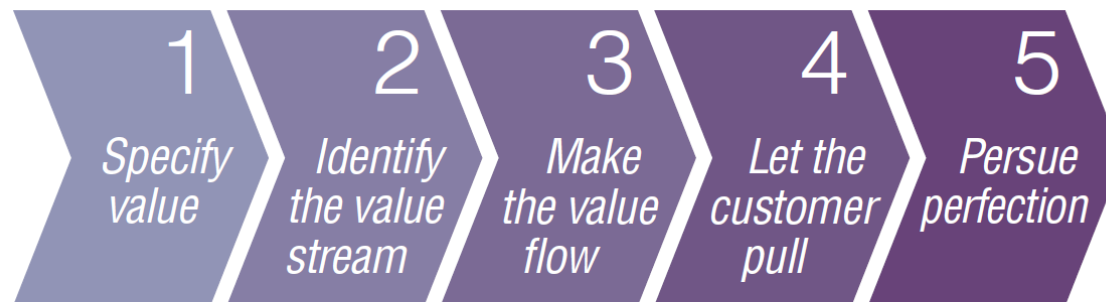 1
Specify
value
2
Identify
the value
stream
3
Make
the value
flow
4
Let the
customer
pull
5
Persue
perfection